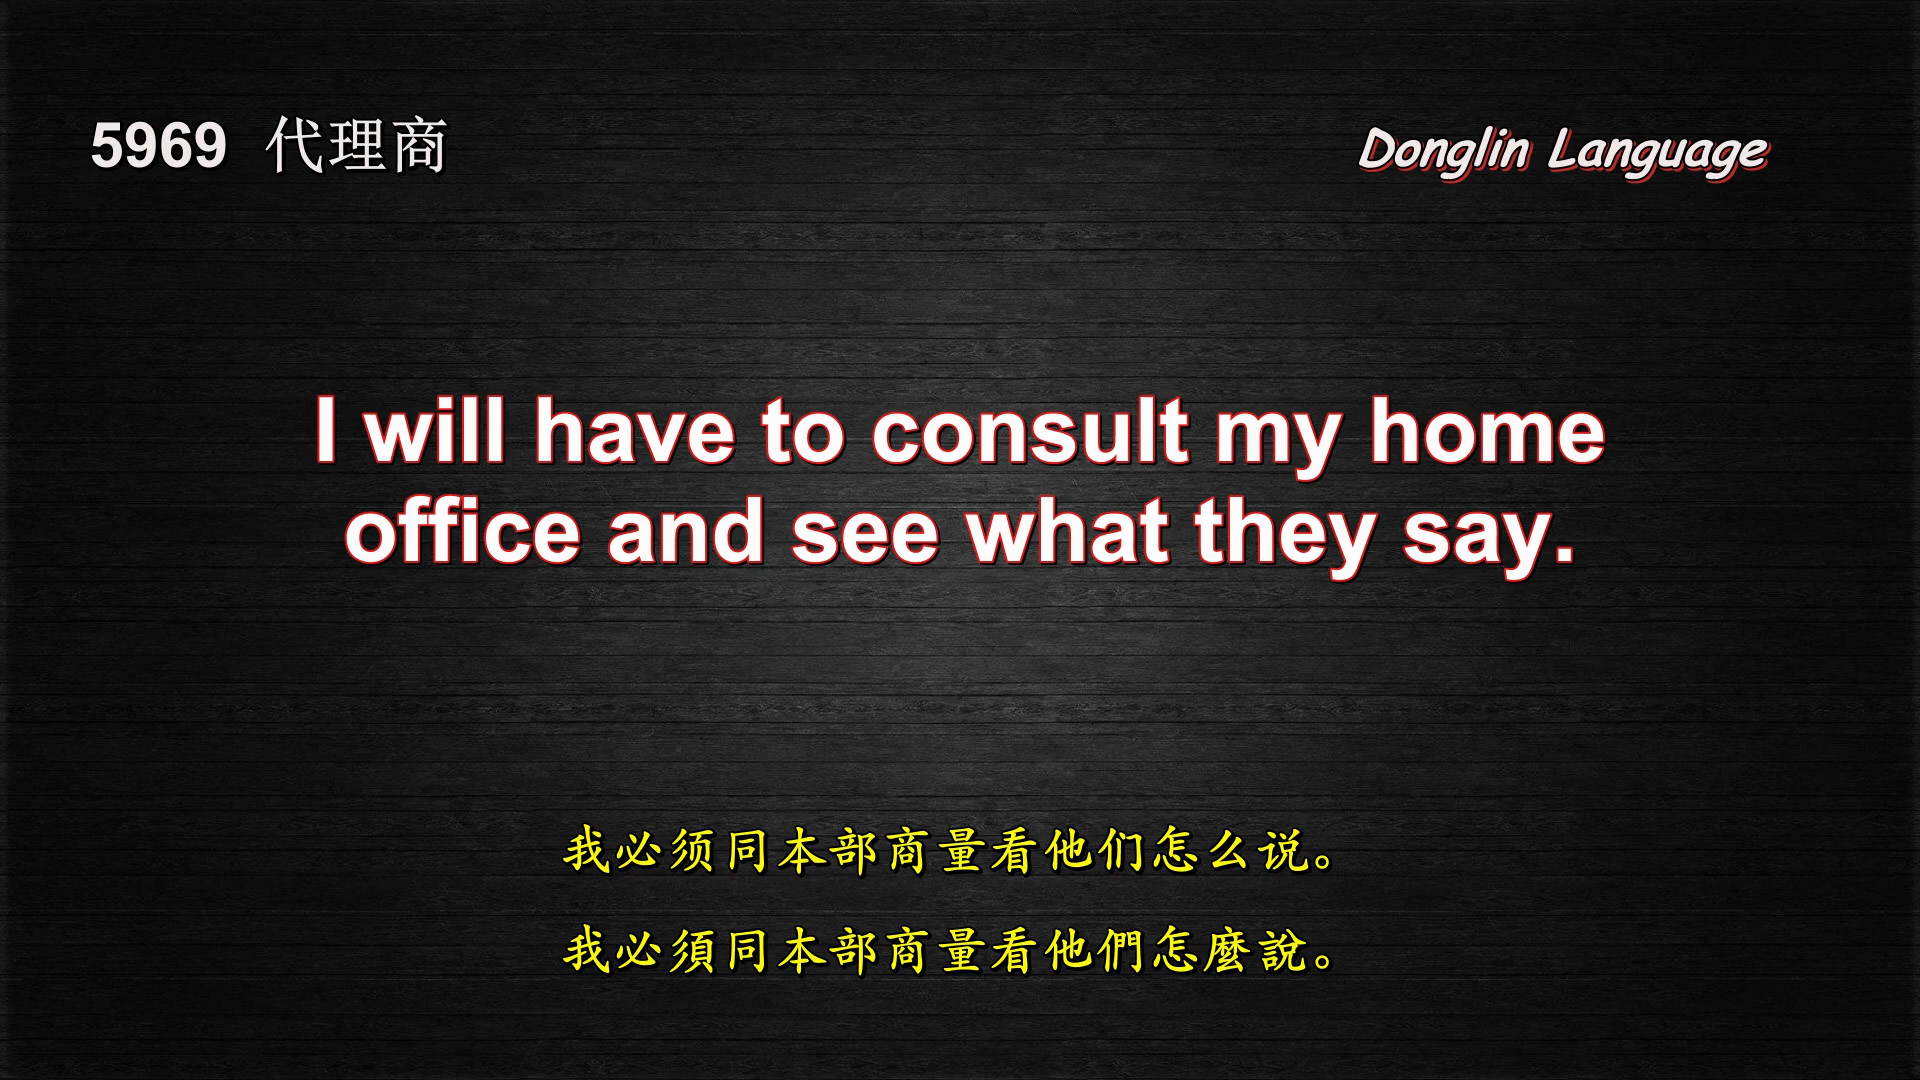 5969 代理商
Donglin Language
I will have to consult my home
office and see what they say.
我必须同本部商量看他们怎么说。
我必須同本部商量看他們怎麼說。